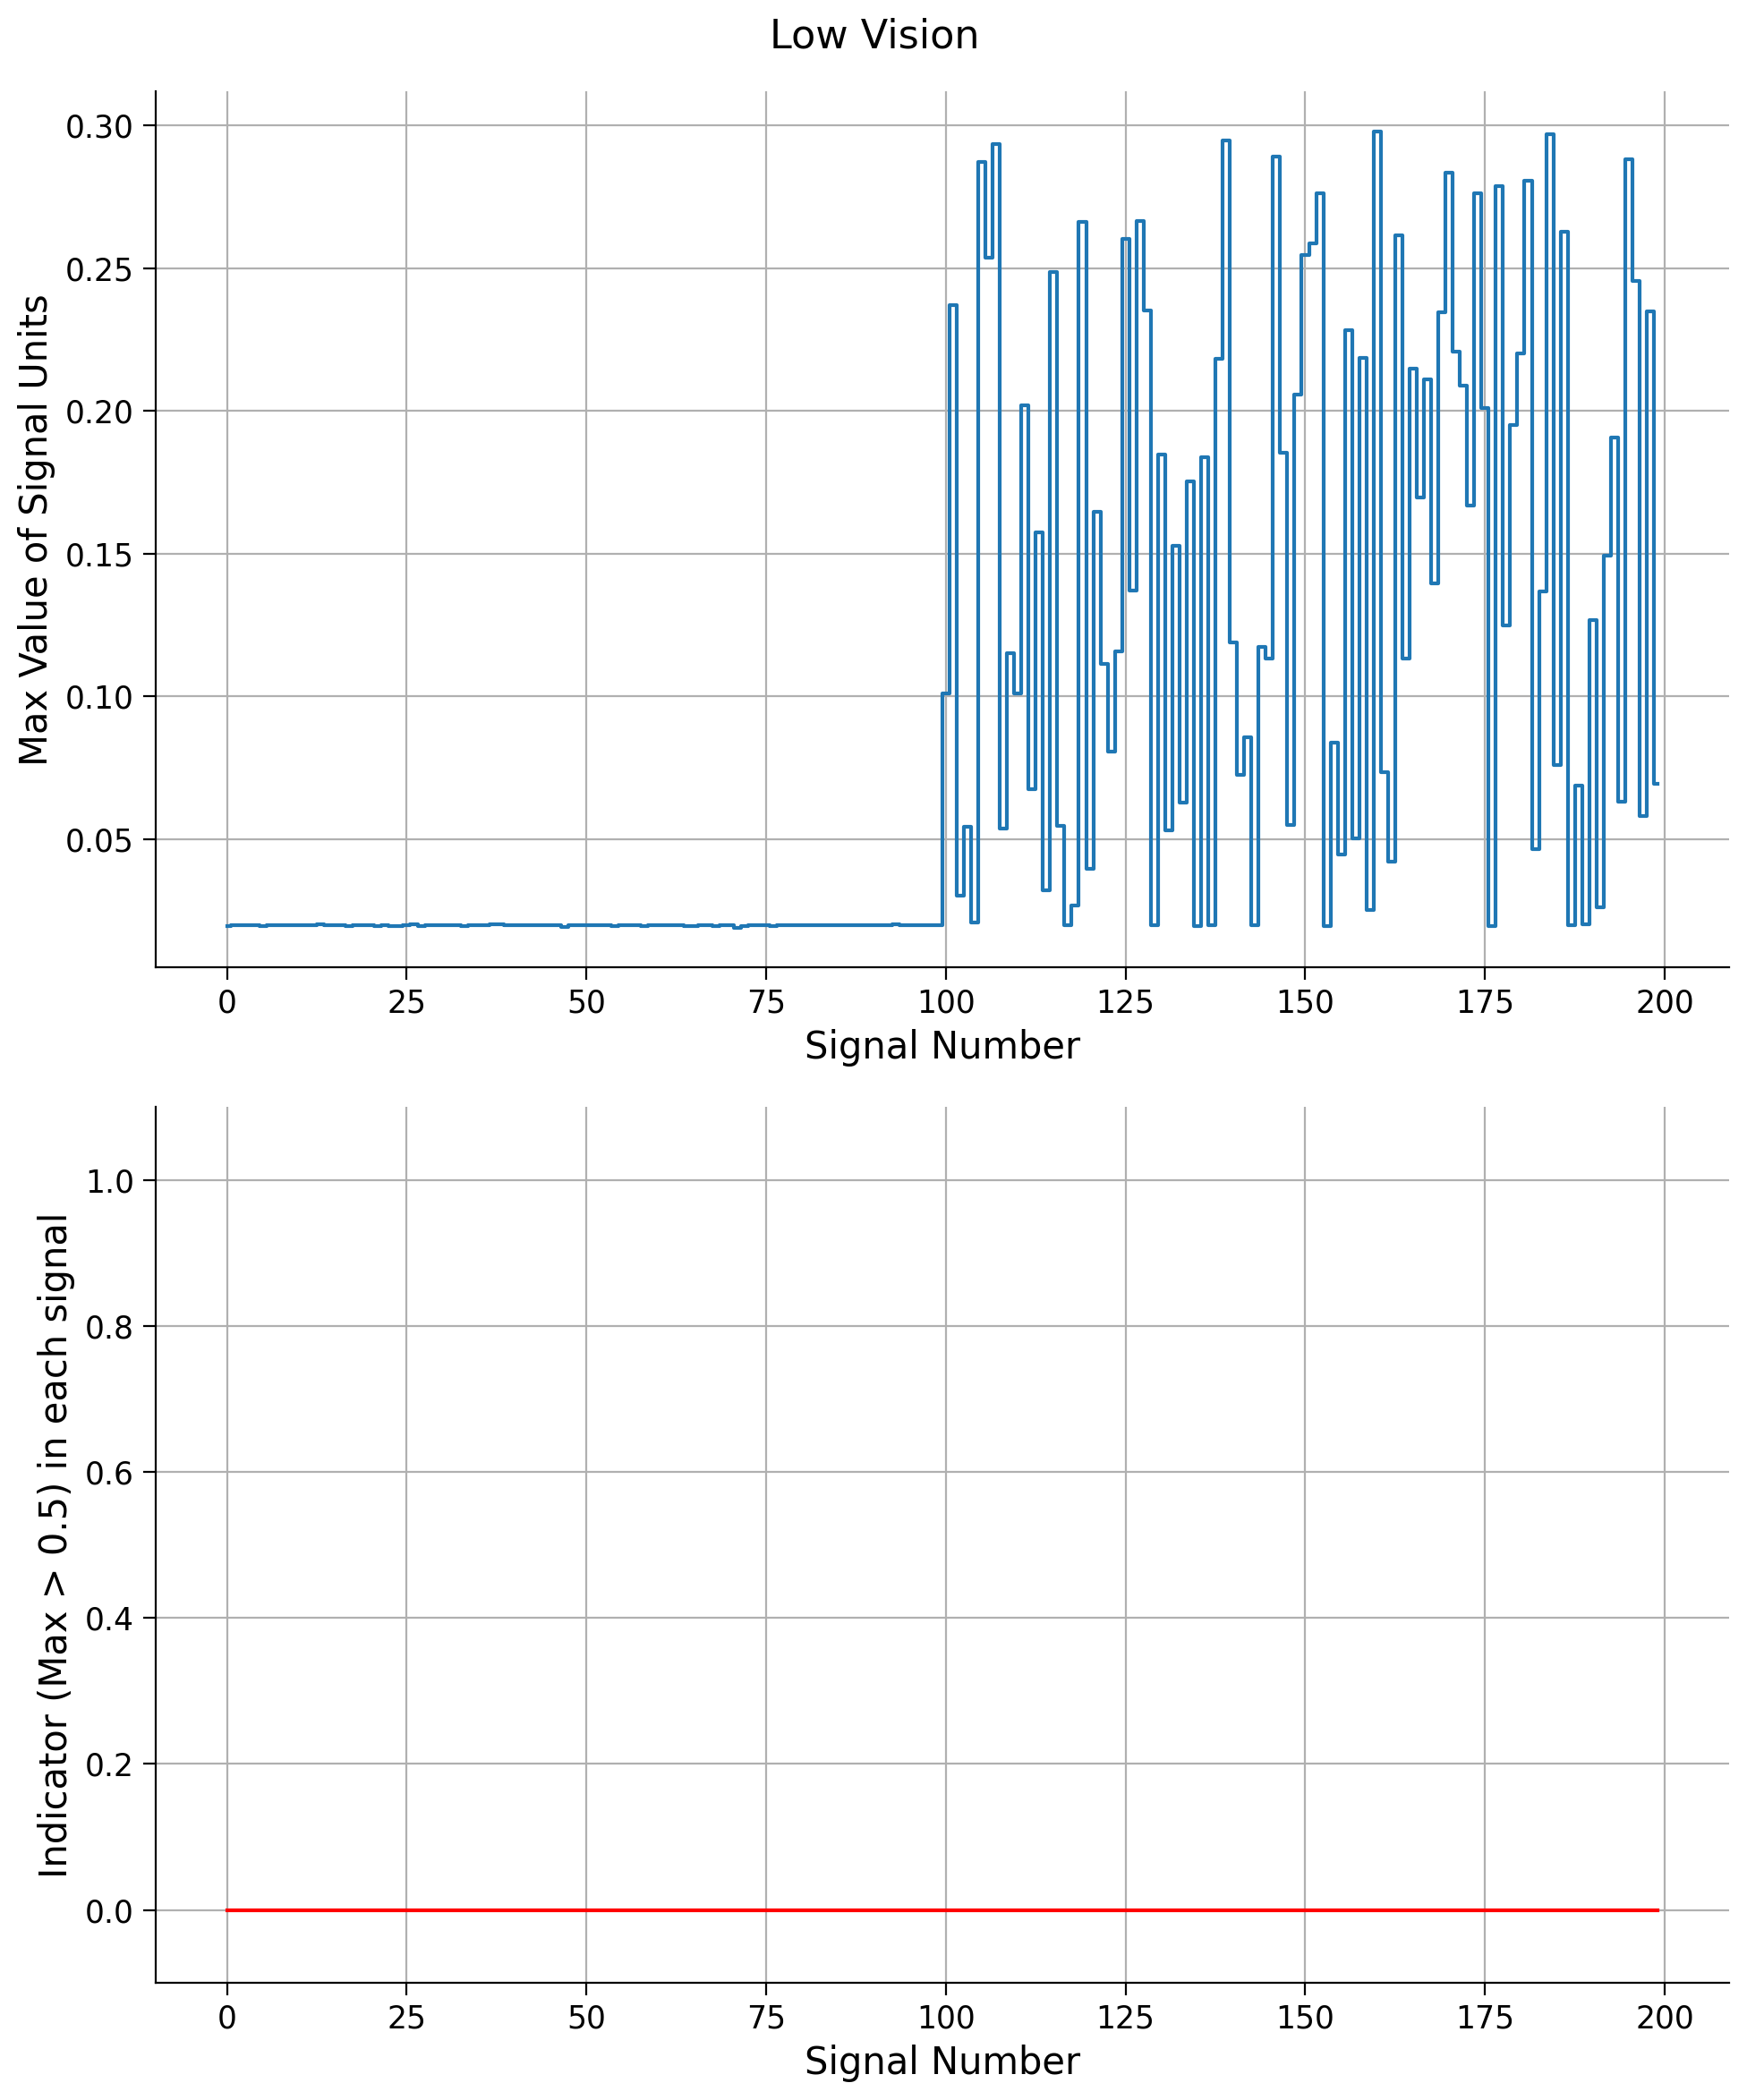 Low Vision
Max Value of Signal Units
0.30
0.25
0.20
0.15
0.10
0.05
0 25 50 75 100 125 150 175 200
Signal Number
Indicator (Max > 0.5) in each signal
1.0
0.8
0.6
0.4
0.2
0.0
0 25 50 75 100 125 150 175 200
Signal Number